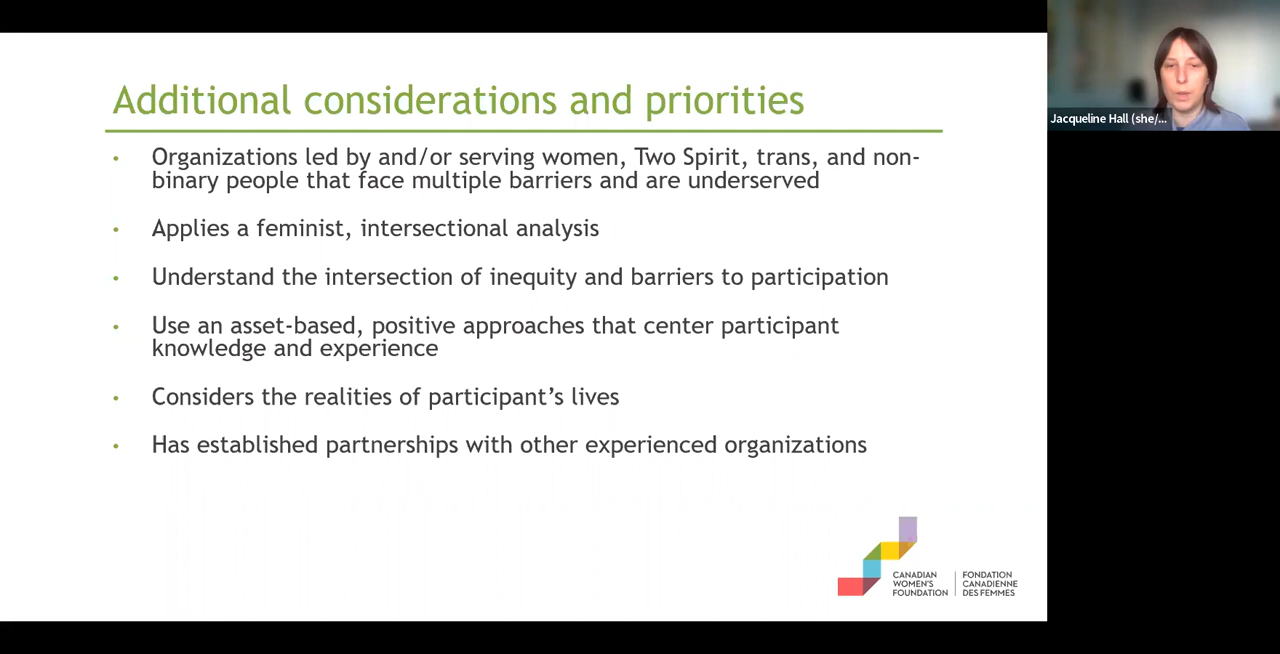 Additional considerations and priorities
• Organizations led by and/or serving women, Two Spirit, trans, and non-
binary people that face multiple barriers and are underserved
• Applies a feminist, intersectional analysis
• Understand the intersection of inequity and barriers to participation
• Use an asset-based, positive approaches that center participant
knowledge and experience
• Considers the realities of participant’s lives
• Has established partnerships with other experienced organizations
CANADIAN
WOMEN'S
FOUNDATION
FONDATION
CANADIENNE
DES FEMMES
Jacqueline Hall (she/...